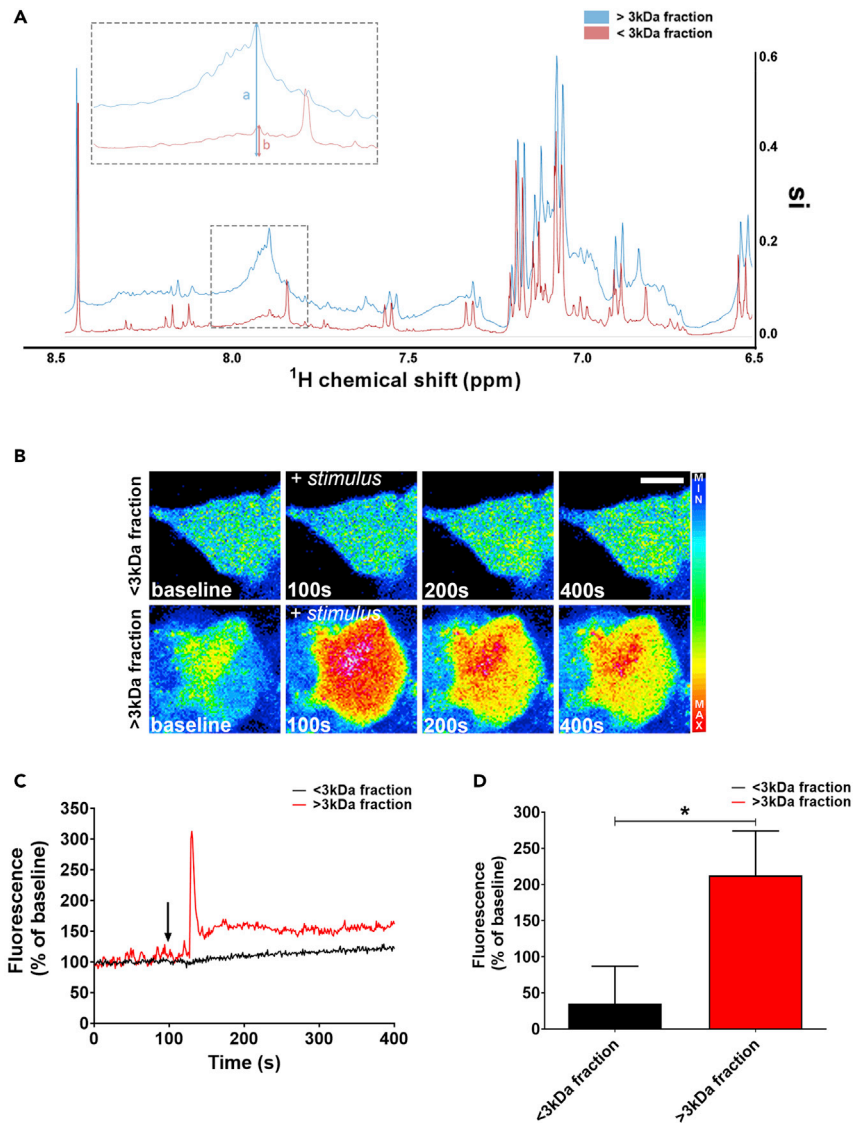 A
> 3kDa fraction
< 3kDa fraction
a
b
0.6
0.4
0.2
0.0
si
8.5 8.0 7.5 7.0 6.5
¹H chemical shift (ppm)
B
<3kDa fraction
baseline
+ stimulus
100s
200s
400s
>3kDa fraction
baseline
+ stimulus
100s
200s
400s
MIN
MAX
C
<3kDa fraction
>3kDa fraction
Fluorescence
(% of baseline)
350
300
250
200
150
100
50
0
0 100 200 300 400
Time (s)
D
<3kDa fraction
>3kDa fraction
Fluorescence
(% of baseline)
300
250
200
150
100
50
0
*
<3kDa fraction
>3kDa fraction